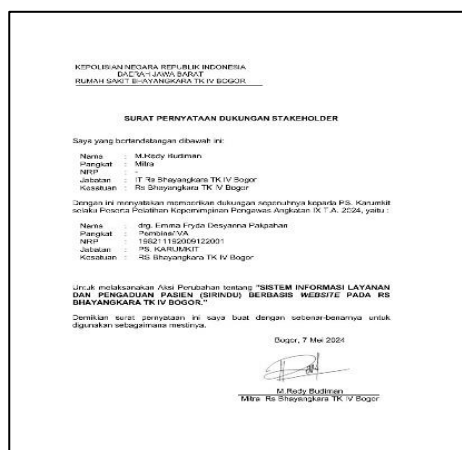 KEPOLISIAN NEGARA REPUBLIK INDONESIA
DAERAH JAWA BARAT
RUMAH SAKIT BHAYANGKARA TK IV BOGOR
SURAT PERNYATAAN DUKUNGAN STAKEHOLDER
Saya yang bertandatangan dibawah ini:
Nama : M.Redy Budiman
Pangkat : Mitra
NRP : -
Jabatan : IT Rs Bhayangkara TK IV Bogor
Kesatuan : Rs Bhayangkara TK IV Bogor
Dengan ini menyatakan memberikan dukungan sepenuhnya kepada PS. Karumkit
selaku Peserta Pelatihan Kepemimpinan Pengawas Angkatan IX T.A. 2024, yaitu :
Nama : drg. Emma Fryda Desyanna Pakpahan
Pangkat : Pembina/ IVA
NRP : 198211192009122001
Jabatan : PS. KARUMKIT
Kesatuan : RS Bhayangkara TK IV Bogor
Untuk melaksanakan Aksi Perubahan tentang "SISTEM INFORMASI LAYANAN
DAN PENGADUAN PASIEN (SIRINDU) BERBASIS WEBSITE PADA RS
BHAYANGKARA TK IV BOGOR."
Demikian surat pernyataan ini saya buat dengan sebenar-benarnya untuk
digunakan sebagaimana mestinya.
Bogor, 7 Mei 2024
M.Redy Budiman
Mitra Rs Bhayangkara TK IV Bogor